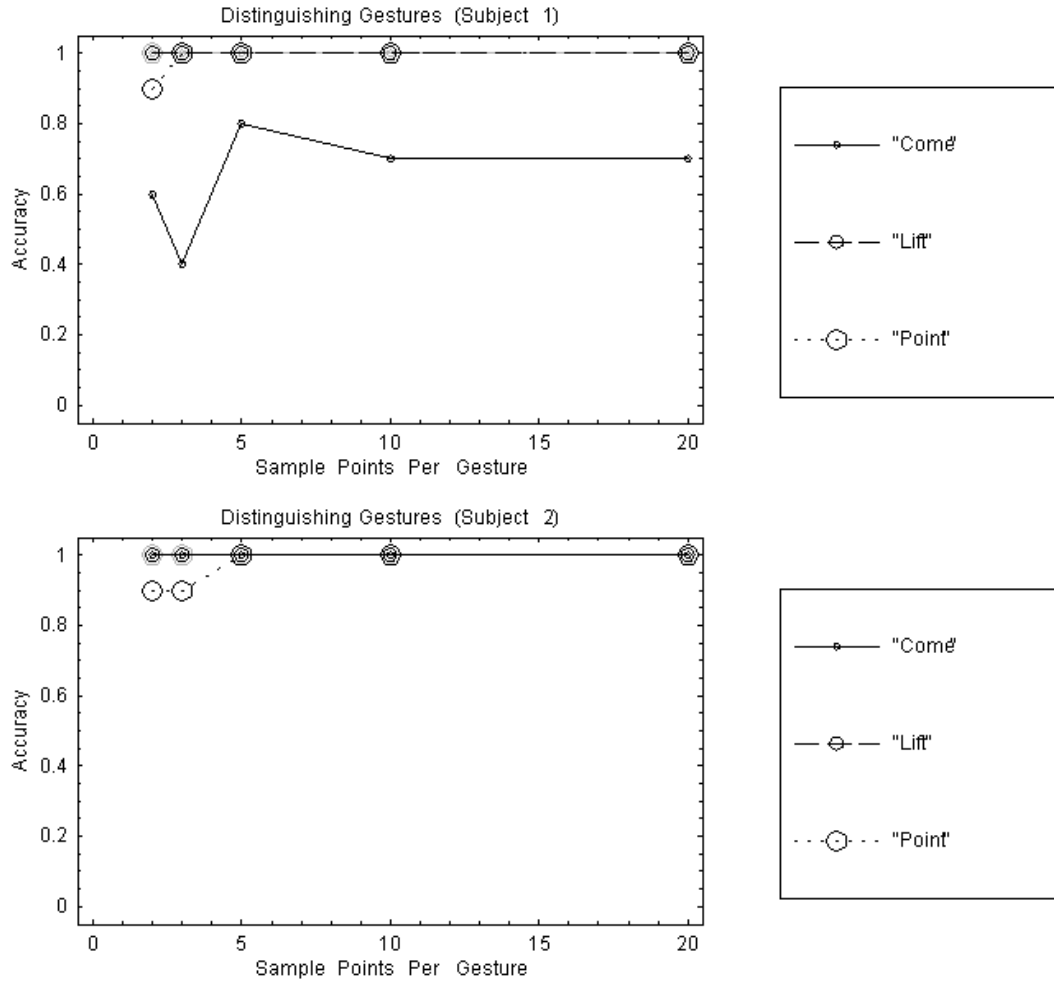 Distinguishing Gestures (Subject 1)
1
0.8
0.6
0.4
0.2
0
Accuracy
0 5 10 15 20
Sample Points Per Gesture
"Come"
"Lift"
"Point"
Distinguishing Gestures (Subject 2)
1
0.8
0.6
0.4
0.2
0
Accuracy
0 5 10 15 20
Sample Points Per Gesture
"Come"
"Lift"
"Point"